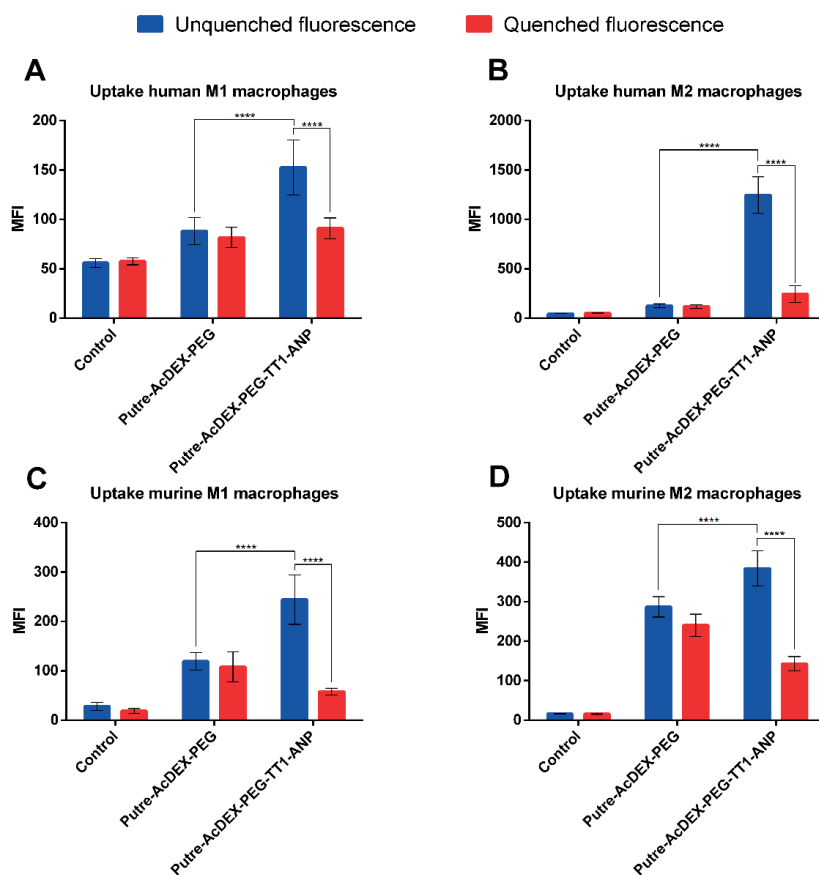 Unquenched fluorescence Quenched fluorescence
A B
Uptake human M1 macrophages Uptake human M2 macrophages
200
150
100
50
0
MFI
****
****
Control
Putre-AcDEX-PEG
Putre-AcDEX-PEG-TT1-ANP
2000
1500
1000
500
0
MFI
****
****
Control
Putre-AcDEX-PEG
Putre-AcDEX-PEG-TT1-ANP
C D
Uptake murine M1 macrophages Uptake murine M2 macrophages
400
300
200
100
0
MFI
****
****
Control
Putre-AcDEX-PEG
Putre-AcDEX-PEG-TT1-ANP
500
400
300
200
100
0
MFI
****
****
Control
Putre-AcDEX-PEG
Putre-AcDEX-PEG-TT1-ANP